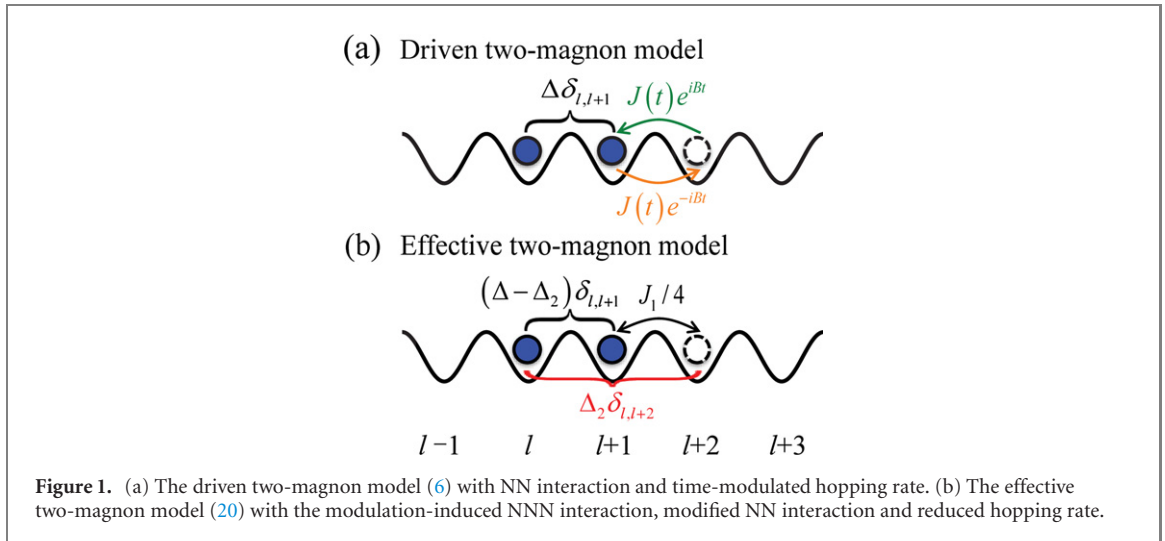 (a) Driven two-magnon model
Δδ_{l,l+1} J(t)e^{iBt}
J(t)e^{-iBt}
(b) Effective two-magnon model
(Δ−Δ_2)δ_{l,l+1} J_1/4
Δ_2δ_{l,l+2}
l−1 l l+1 l+2 l+3
Figure 1. (a) The driven two-magnon model (6) with NN interaction and time-modulated hopping rate. (b) The effective
two-magnon model (20) with the modulation-induced NNN interaction, modified NN interaction and reduced hopping rate.